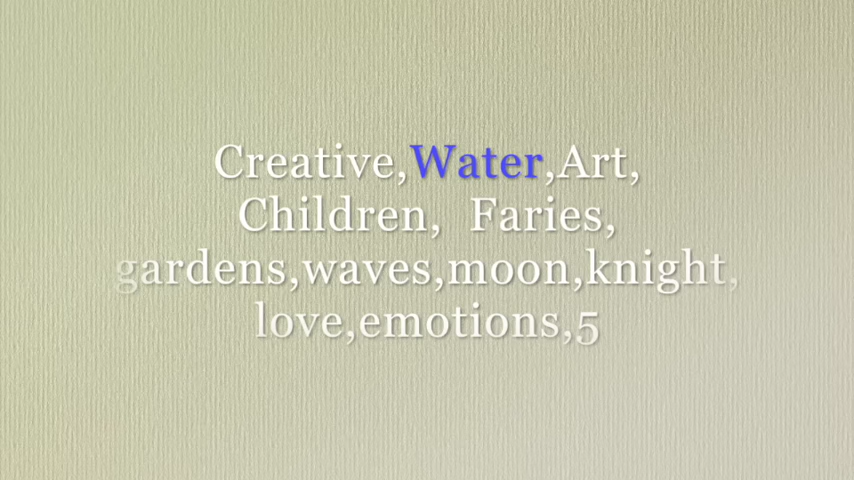 Creative,Water,Art,
Children, Faries,
gardens,waves,moon,knight,
love,emotions,5